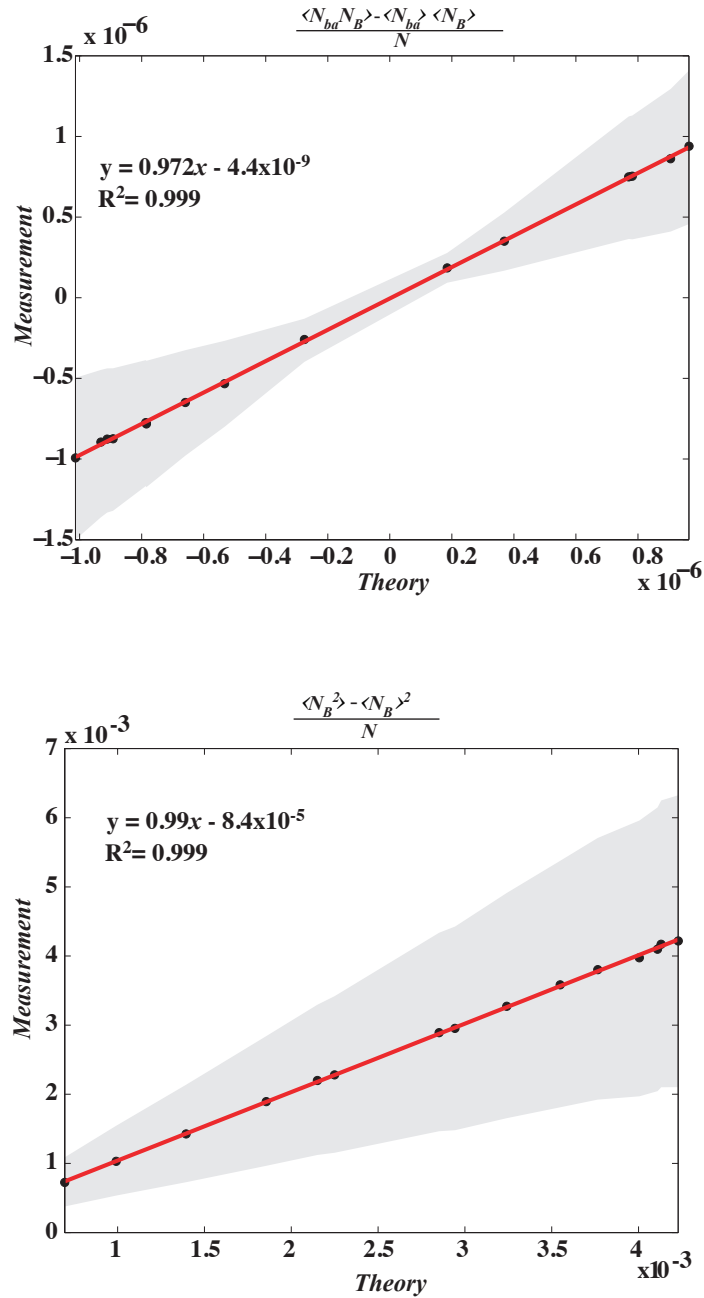 ⟨N_ba N_B⟩-⟨N_ba⟩ ⟨N_B⟩
N
x 10⁻⁶
1.5
1
0.5
0
−0.5
−1
−1.5
y = 0.972x - 4.4x10⁻⁹
R²= 0.999
Measurement
−1.0 −0.8 −0.6 −0.4 −0.2 0 0.2 0.4 0.6 0.8
x 10⁻⁶
Theory
⟨N_B²⟩ - ⟨N_B⟩²
N
x 10⁻³
7
6
5
4
3
2
1
0
y = 0.99x - 8.4x10⁻⁵
R²= 0.999
Measurement
1 1.5 2 2.5 3 3.5 4
x10⁻³
Theory